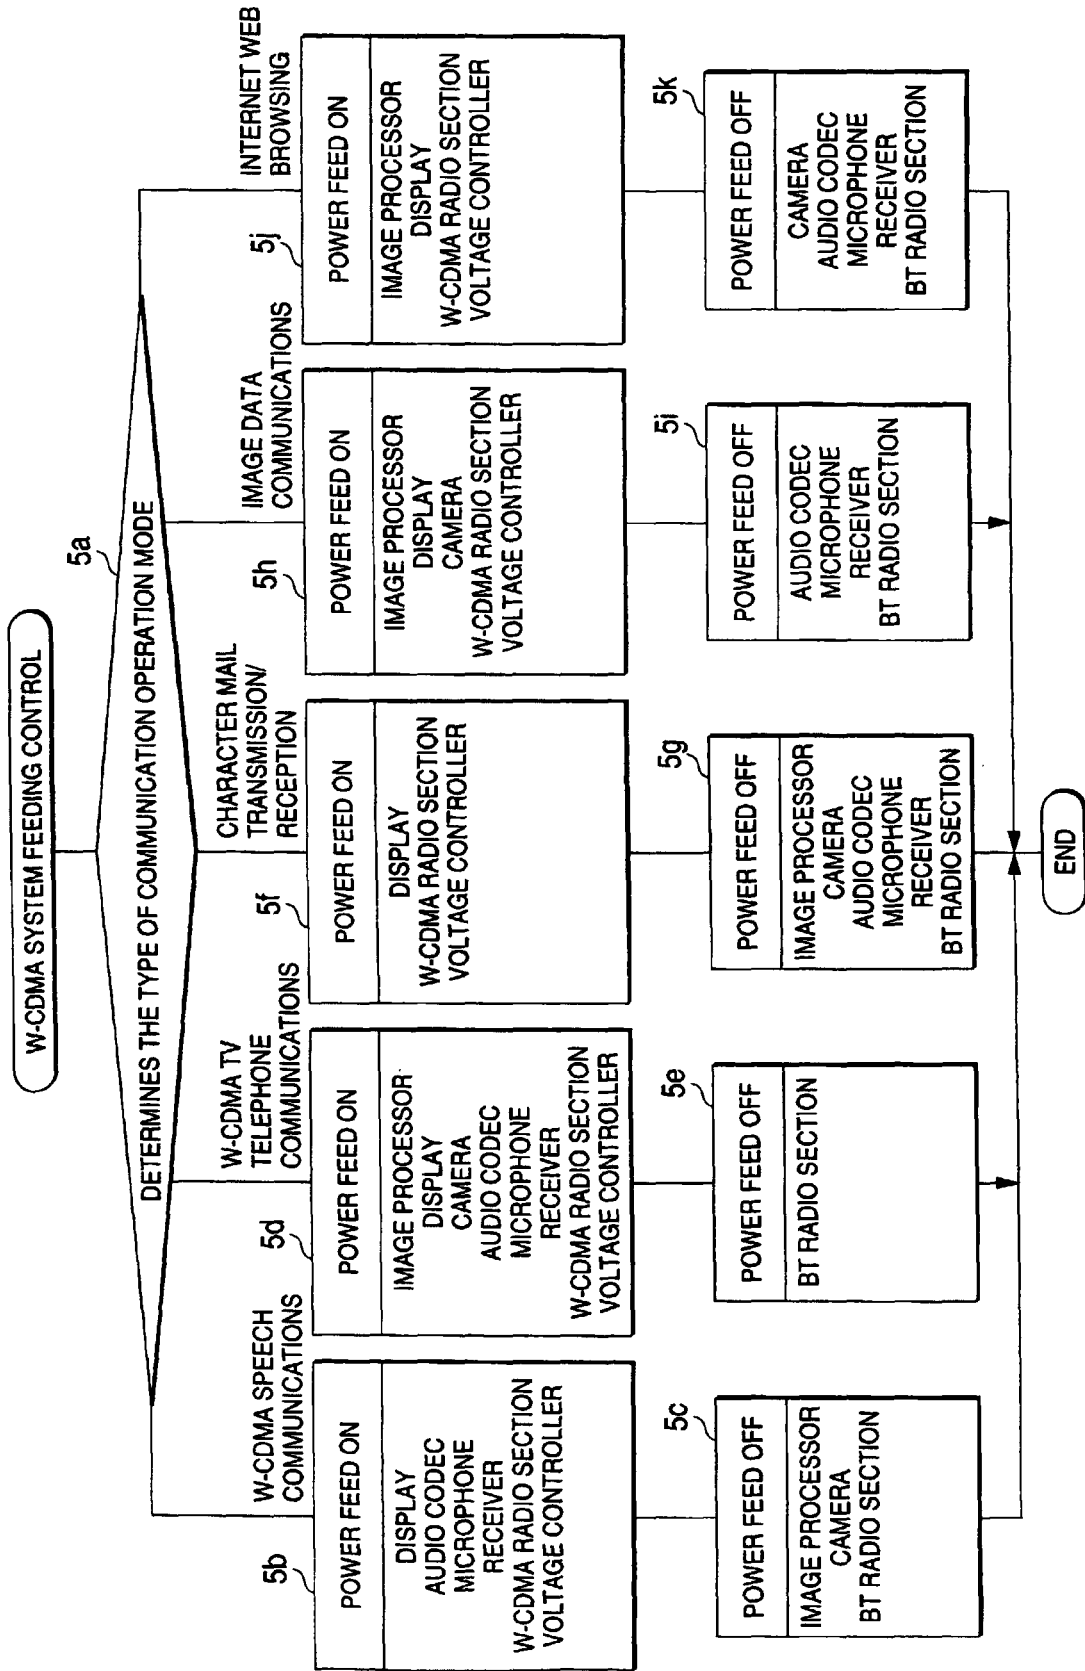 W-CDMA SYSTEM FEEDING CONTROL
5a
DETERMINES THE TYPE OF COMMUNICATION OPERATION MODE
W-CDMA SPEECH
COMMUNICATIONS
5b
POWER FEED ON
DISPLAY
AUDIO CODEC
MICROPHONE
RECEIVER
W-CDMA RADIO SECTION
VOLTAGE CONTROLLER
5c
POWER FEED OFF
IMAGE PROCESSOR
CAMERA
BT RADIO SECTION
W-CDMA TV
TELEPHONE
COMMUNICATIONS
5d
POWER FEED ON
IMAGE PROCESSOR
DISPLAY
CAMERA
AUDIO CODEC
MICROPHONE
RECEIVER
W-CDMA RADIO SECTION
VOLTAGE CONTROLLER
5e
POWER FEED OFF
BT RADIO SECTION
CHARACTER MAIL
TRANSMISSION/
RECEPTION
5f
POWER FEED ON
DISPLAY
W-CDMA RADIO SECTION
VOLTAGE CONTROLLER
5g
POWER FEED OFF
IMAGE PROCESSOR
CAMERA
AUDIO CODEC
MICROPHONE
RECEIVER
BT RADIO SECTION
IMAGE DATA
COMMUNICATIONS
5h
POWER FEED ON
IMAGE PROCESSOR
DISPLAY
CAMERA
W-CDMA RADIO SECTION
VOLTAGE CONTROLLER
5i
POWER FEED OFF
AUDIO CODEC
MICROPHONE
RECEIVER
BT RADIO SECTION
INTERNET WEB
BROWSING
5j
POWER FEED ON
IMAGE PROCESSOR
DISPLAY
W-CDMA RADIO SECTION
VOLTAGE CONTROLLER
5k
POWER FEED OFF
CAMERA
AUDIO CODEC
MICROPHONE
RECEIVER
BT RADIO SECTION
END